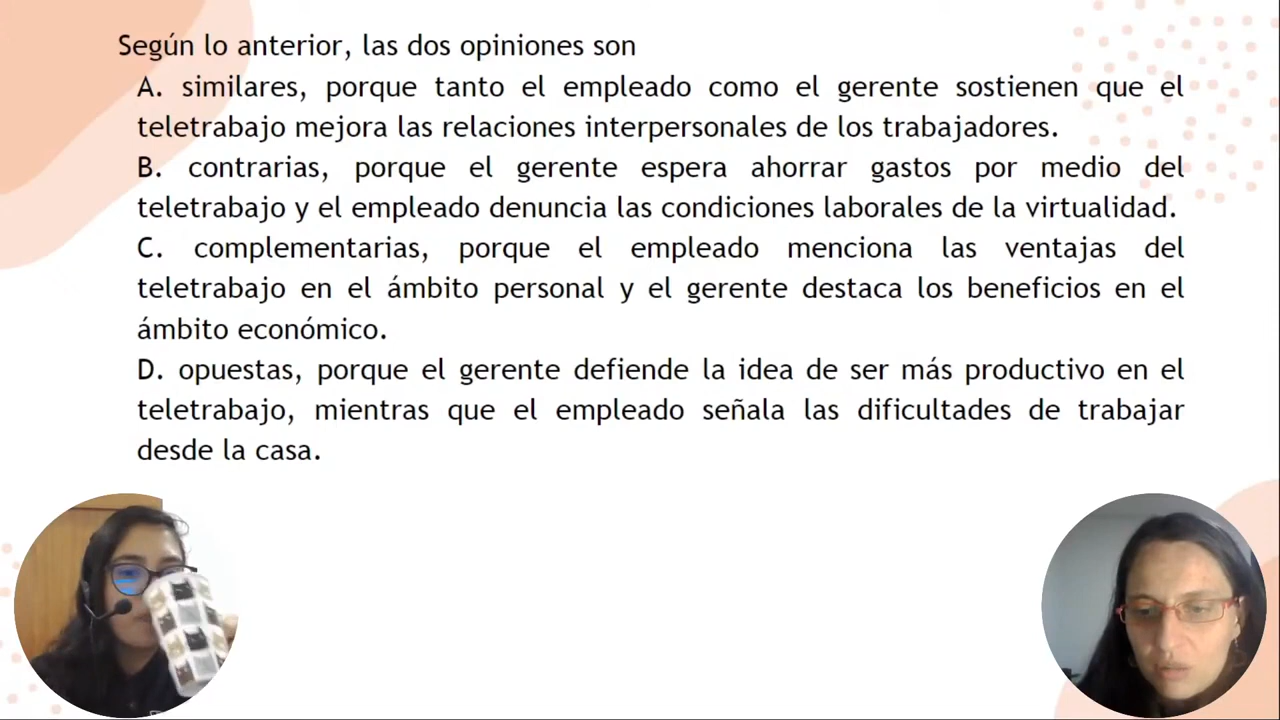 Según lo anterior, las dos opiniones son
A. similares, porque tanto el empleado como el gerente sostienen que el
teletrabajo mejora las relaciones interpersonales de los trabajadores.
B. contrarias, porque el gerente espera ahorrar gastos por medio del
teletrabajo y el empleado denuncia las condiciones laborales de la virtualidad.
C. complementarias, porque el empleado menciona las ventajas del
teletrabajo en el ámbito personal y el gerente destaca los beneficios en el
ámbito económico.
D. opuestas, porque el gerente defiende la idea de ser más productivo en el
teletrabajo, mientras que el empleado señala las dificultades de trabajar
desde la casa.